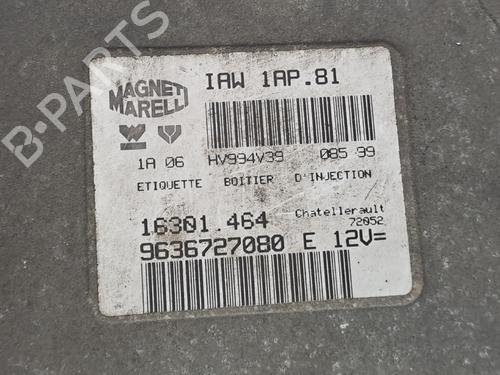 B-PARTS
MAGNETI
MARELLI
IAW 1AP.81
1A 06 HV994V39 085 99
ETIQUETTE BOITIER D'INJECTION
16301.464 Chatellerault
72052
9636727080 E 12V=